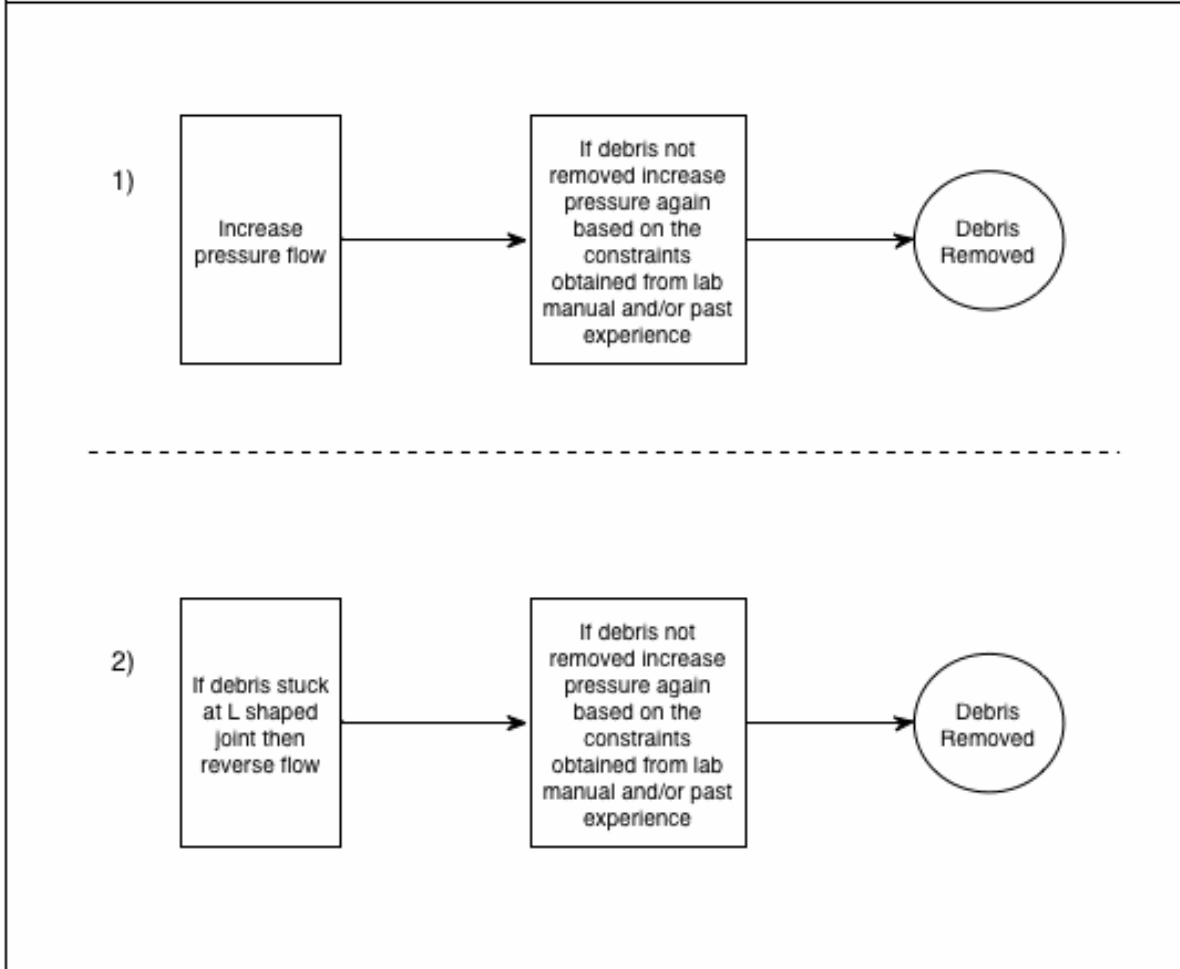 1)
Increase
pressure flow
If debris not
removed increase
pressure again
based on the
constraints
obtained from lab
manual and/or past
experience
Debris
Removed
2)
If debris stuck
at L shaped
joint then
reverse flow
If debris not
removed increase
pressure again
based on the
constraints
obtained from lab
manual and/or past
experience
Debris
Removed